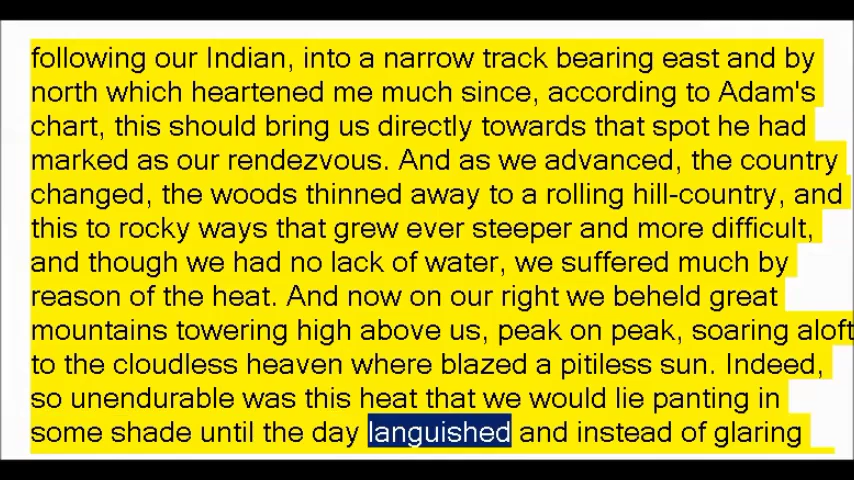 following our Indian, into a narrow track bearing east and by
north which heartened me much since, according to Adam's
chart, this should bring us directly towards that spot he had
marked as our rendezvous. And as we advanced, the country
changed, the woods thinned away to a rolling hill-country, and
this to rocky ways that grew ever steeper and more difficult,
and though we had no lack of water, we suffered much by
reason of the heat. And now on our right we beheld great
mountains towering high above us, peak on peak, soaring aloft
to the cloudless heaven where blazed a pitiless sun. Indeed,
so unendurable was this heat that we would lie panting in
some shade until the day languished and instead of glaring